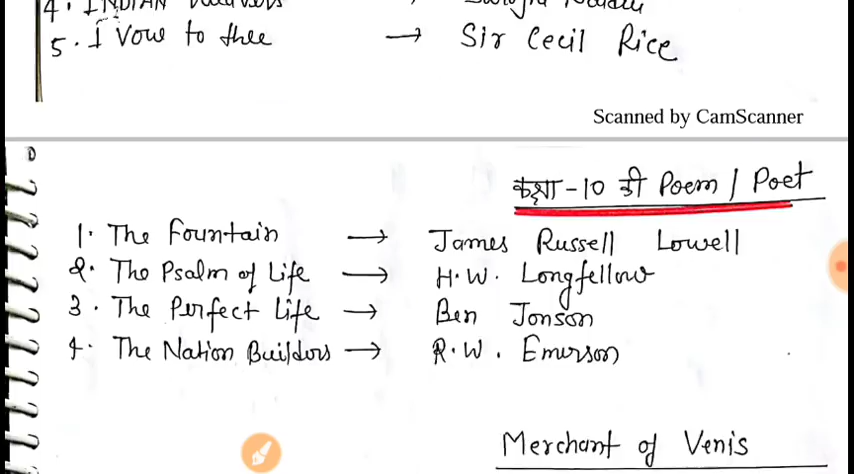 4. INDIAN
5. I Vow to thee → Sir Cecil Rice
Scanned by CamScanner
कक्षा-10 की Poem / Poet
1. The Fountain → James Russell Lowell
2. The Psalm of Life → H.W. Longfellow
3. The Perfect Life → Ben Jonson
4. The Nation Builders → R.W. Emerson
Merchant of Venis